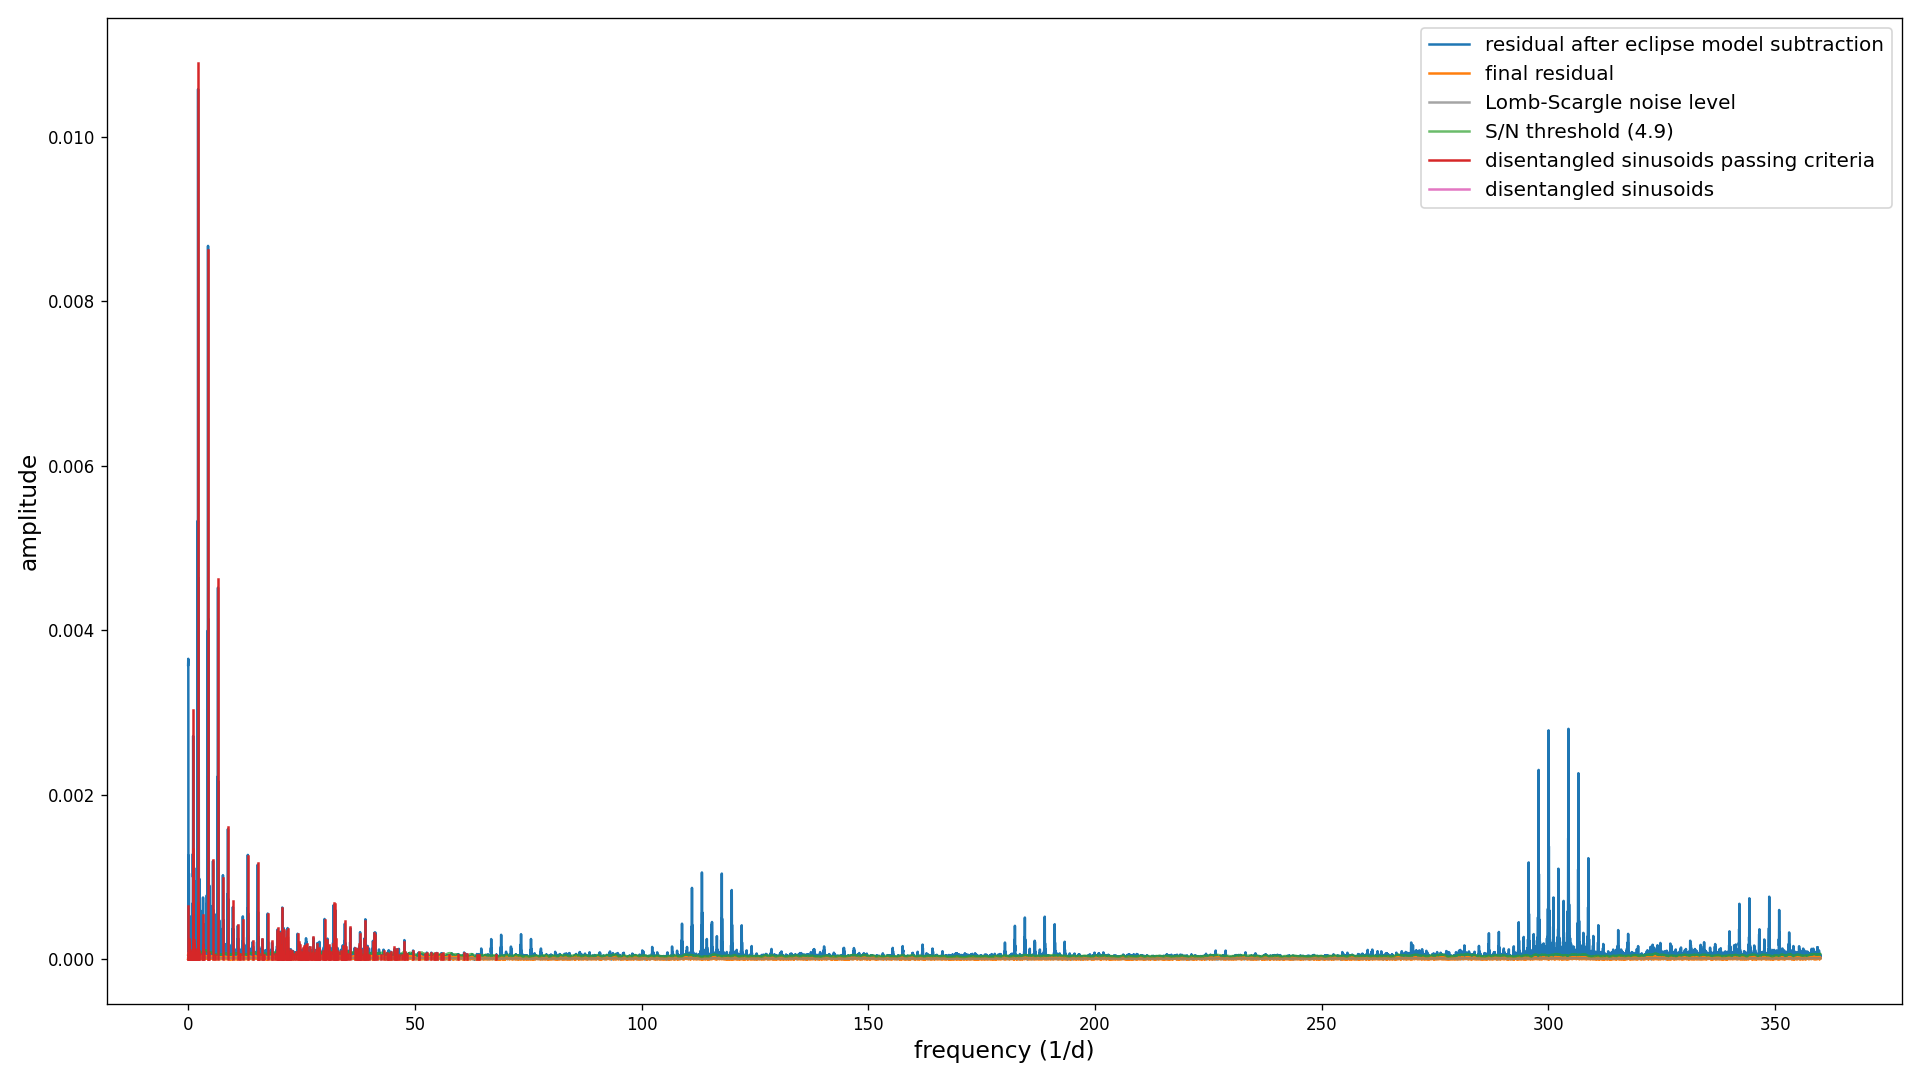 residual after eclipse model subtraction
final residual
Lomb-Scargle noise level
S/N threshold (4.9)
disentangled sinusoids passing criteria
disentangled sinusoids
0.010
0.008
0.006
0.004
0.002
0.000
amplitude
0 50 100 150 200 250 300 350
frequency (1/d)